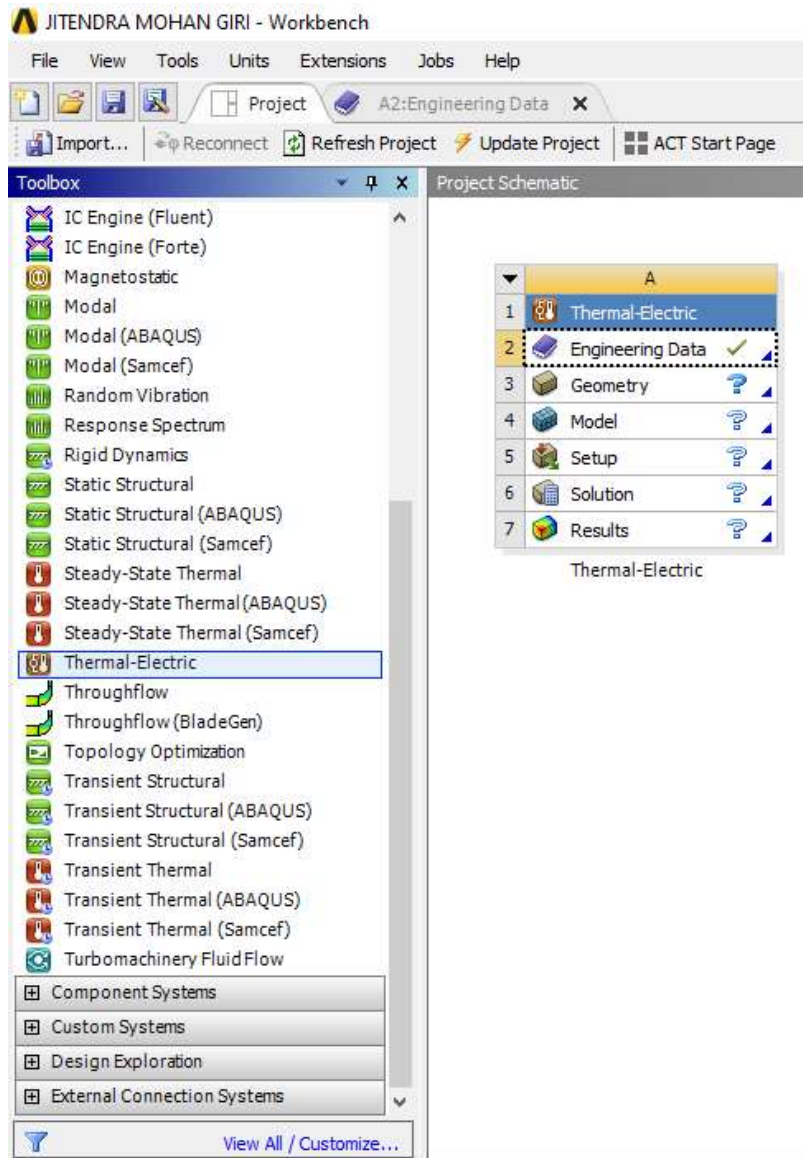 JITENDRA MOHAN GIRI - Workbench
File View Tools Units Extensions Jobs Help
Project A2:Engineering Data
Import... Reconnect Refresh Project Update Project ACT Start Page
Toolbox
IC Engine (Fluent)
IC Engine (Forte)
Magnetostatic
Modal
Modal (ABAQUS)
Modal (Samcef)
Random Vibration
Response Spectrum
Rigid Dynamics
Static Structural
Static Structural (ABAQUS)
Static Structural (Samcef)
Steady-State Thermal
Steady-State Thermal (ABAQUS)
Steady-State Thermal (Samcef)
Thermal-Electric
Throughflow
Throughflow (BladeGen)
Topology Optimization
Transient Structural
Transient Structural (ABAQUS)
Transient Structural (Samcef)
Transient Thermal
Transient Thermal (ABAQUS)
Transient Thermal (Samcef)
Turbomachinery Fluid Flow
Component Systems
Custom Systems
Design Exploration
External Connection Systems
View All / Customize...
Project Schematic
A
1 Thermal-Electric
2 Engineering Data
3 Geometry ?
4 Model ?
5 Setup ?
6 Solution ?
7 Results ?
Thermal-Electric